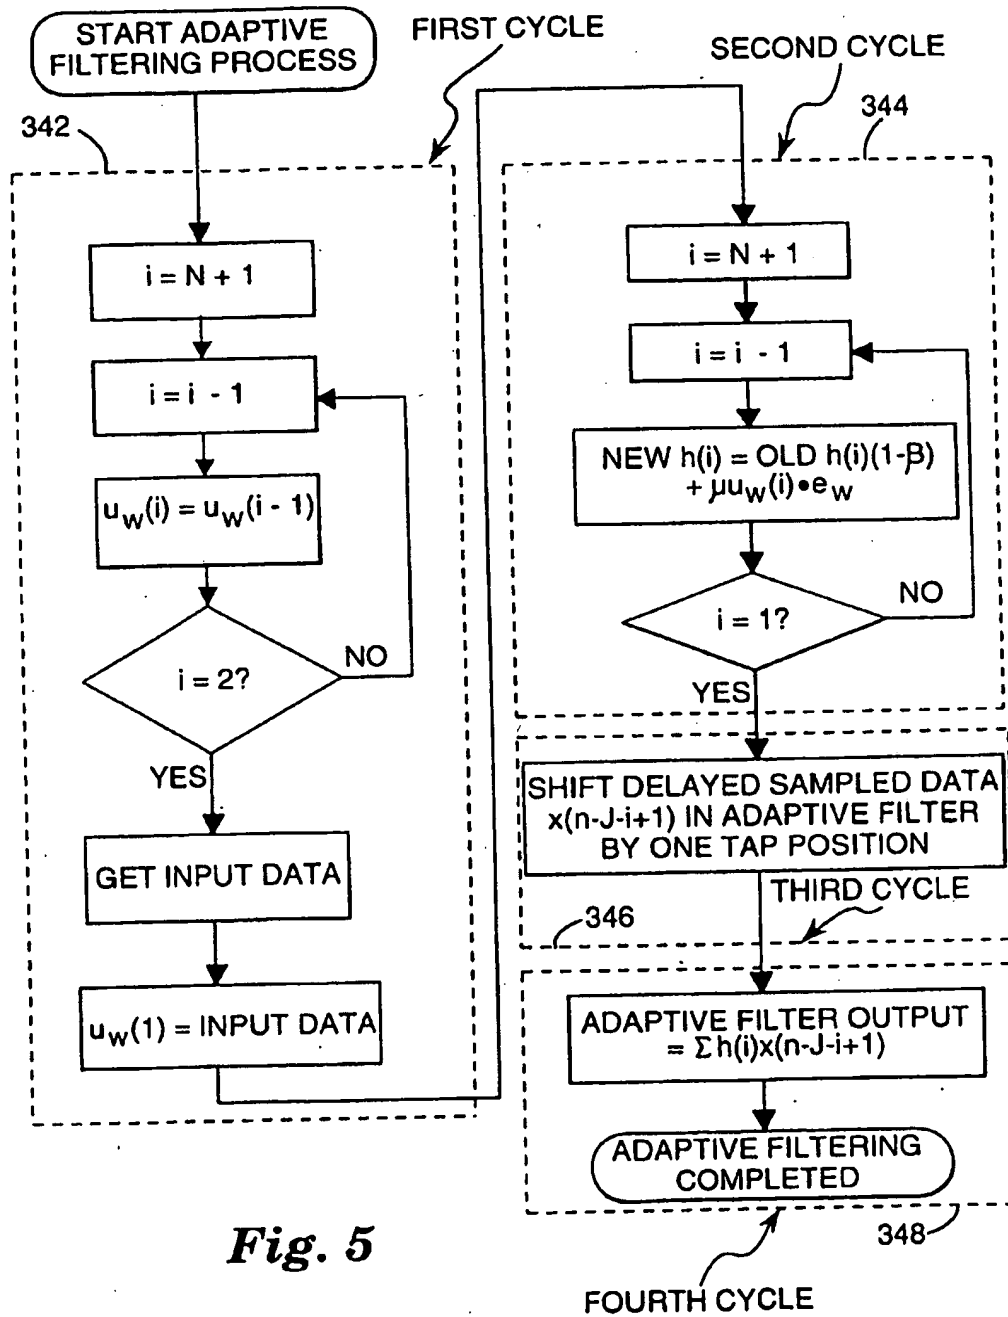 START ADAPTIVE
FILTERING PROCESS
FIRST CYCLE
342
i = N + 1
i = i - 1
u_w(i) = u_w(i - 1)
i = 2?
NO
YES
GET INPUT DATA
u_w(1) = INPUT DATA
SECOND CYCLE
344
i = N + 1
i = i - 1
NEW h(i) = OLD h(i)(1-β)
+ μu_w(i)•e_w
i = 1?
NO
YES
SHIFT DELAYED SAMPLED DATA
x(n-J-i+1) IN ADAPTIVE FILTER
BY ONE TAP POSITION
THIRD CYCLE
346
ADAPTIVE FILTER OUTPUT
= Σh(i)x(n-J-i+1)
ADAPTIVE FILTERING
COMPLETED
348
FOURTH CYCLE
Fig. 5